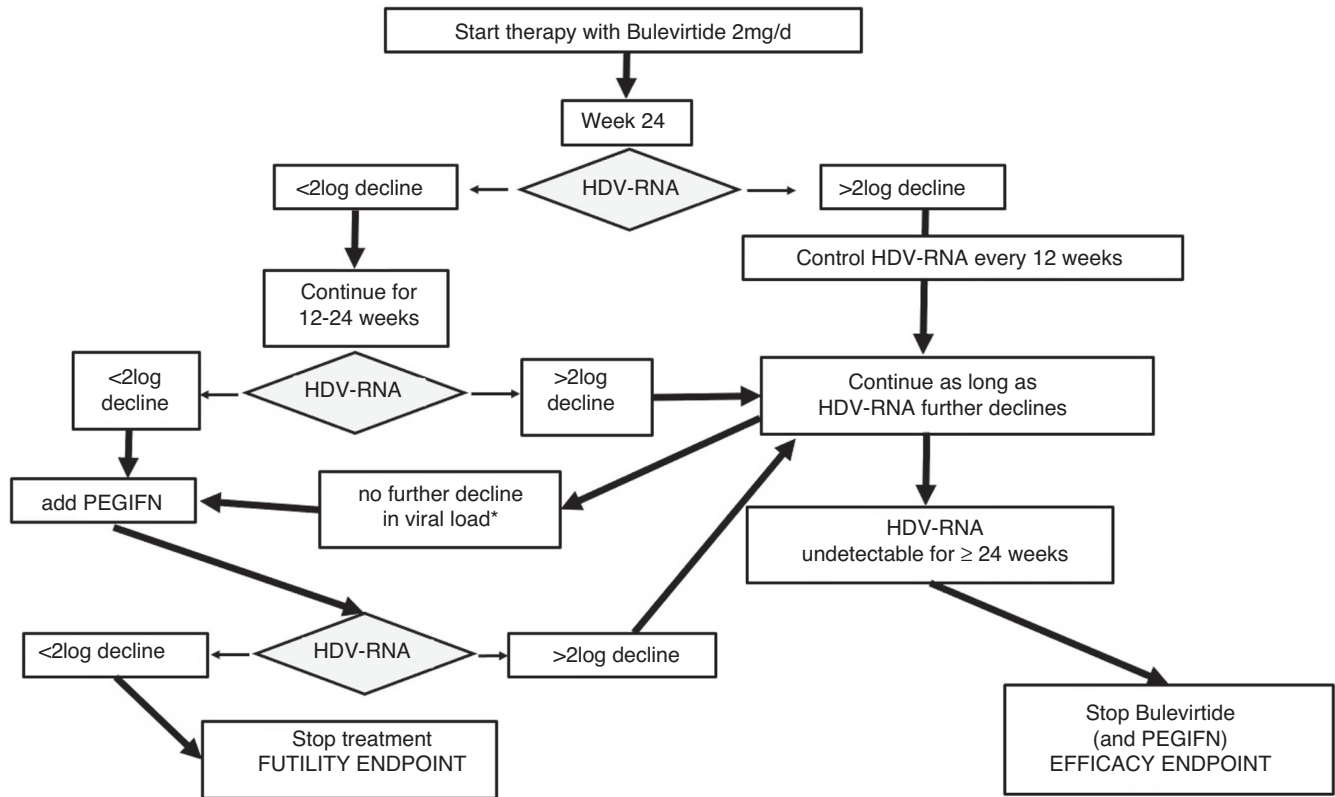 Start therapy with Bulevirtide 2mg/d
Week 24
<2log decline
HDV-RNA
>2log decline
Control HDV-RNA every 12 weeks
Continue for
12-24 weeks
<2log
decline
HDV-RNA
>2log
decline
Continue as long as
HDV-RNA further declines
add PEGIFN
no further decline
in viral load*
HDV-RNA
undetectable for ≥ 24 weeks
<2log decline
HDV-RNA
>2log decline
Stop treatment
FUTILITY ENDPOINT
Stop Bulevirtide
(and PEGIFN)
EFFICACY ENDPOINT